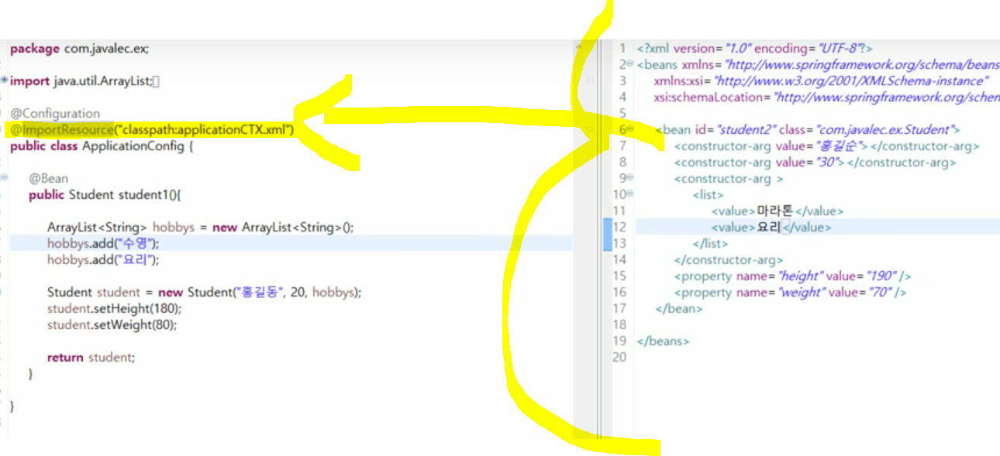 package com.javalec.ex;
import java.util.ArrayList;
@Configuration
@ImportResource("classpath:applicationCTX.xml")
public class ApplicationConfig {
@Bean
public Student student1(){
ArrayList<String> hobbys = new ArrayList<String>();
hobbys.add("수영");
hobbys.add("요리");
Student student = new Student("홍길동", 20, hobbys);
student.setHeight(180);
student.setWeight(80);
return student;
}
}
1 <?xml version="1.0" encoding="UTF-8"?>
2 <beans xmlns="http://www.springframework.org/schema/beans
3 xmlns:xsi="http://www.w3.org/2001/XMLSchema-instance"
4 xsi:schemaLocation="http://www.springframework.org/schen
5
6 <bean id="student2" class="com.javalec.ex.Student">
7 <constructor-arg value="홍길순"></constructor-arg>
8 <constructor-arg value="30"></constructor-arg>
9 <constructor-arg >
10 <list>
11 <value>마라톤</value>
12 <value>요리</value>
13 </list>
14 </constructor-arg>
15 <property name="height" value="190" />
16 <property name="weight" value="70" />
17 </bean>
18
19 </beans>
20